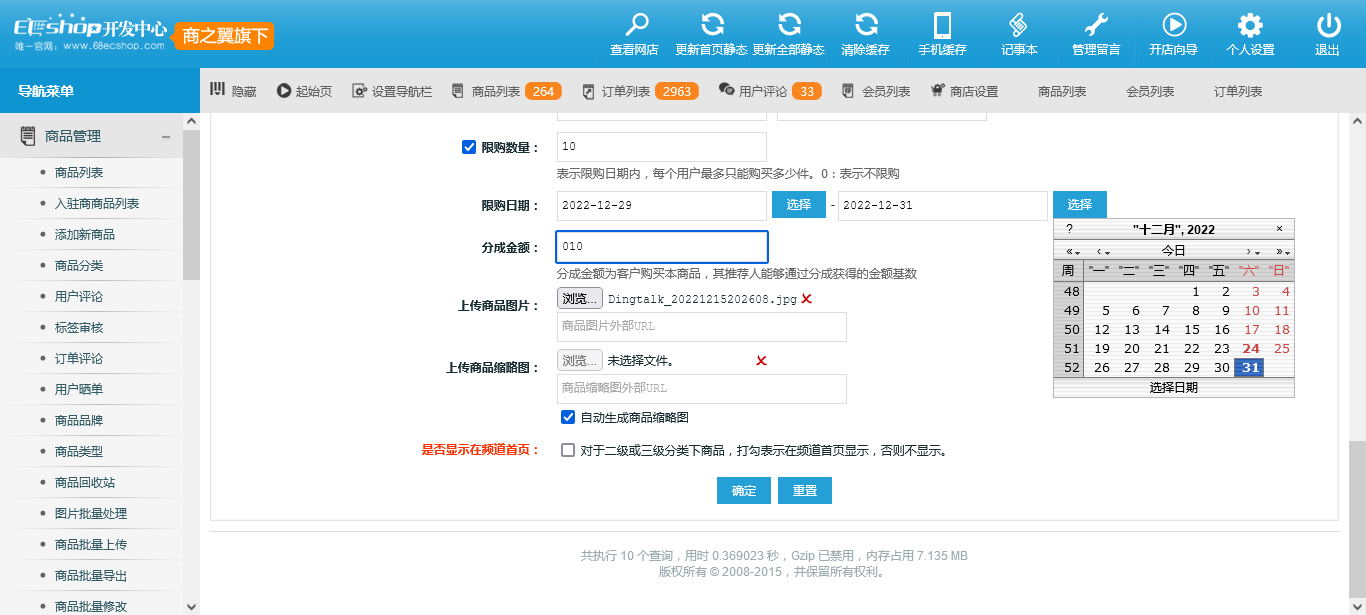 ECshop开发中心
唯一官网：www.68ecshop.com
商之翼旗下
查看网店 更新首页静态 更新全部静态 清除缓存 手机缓存 记事本 管理留言 开店向导 个人设置 退出
导航菜单
隐藏 起始页 设置导航栏 商品列表 264 订单列表 2963 用户评论 33 会员列表 商店设置 商品列表 会员列表 订单列表
商品管理
商品列表
入驻商商品列表
添加新商品
商品分类
用户评论
标签审核
订单评论
用户晒单
商品品牌
商品类型
商品回收站
图片批量处理
商品批量上传
商品批量导出
商品批量修改
限购数量： 10
表示限购日期内，每个用户最多只能购买多少件。0：表示不限购
限购日期： 2022-12-29 选择 - 2022-12-31 选择
分成金额： 010
分成金额为客户购买本商品，其推荐人能够通过分成获得的金额基数
上传商品图片： 浏览... Dingtalk_20221215202608.jpg
商品图片外部URL
上传商品缩略图： 浏览... 未选择文件。
商品缩略图外部URL
自动生成商品缩略图
是否显示在频道首页： 对于二级或三级分类下商品，打勾表示在频道首页显示，否则不显示。
确定 重置
? "十二月", 2022 ×
« ‹ 今日 › »
周 "一" "二" "三" "四" "五" "六" "日"
48 1 2 3 4
49 5 6 7 8 9 10 11
50 12 13 14 15 16 17 18
51 19 20 21 22 23 24 25
52 26 27 28 29 30 31
选择日期
共执行 10 个查询，用时 0.369023 秒，Gzip 已禁用，内存占用 7.135 MB
版权所有 © 2008-2015，并保留所有权利。